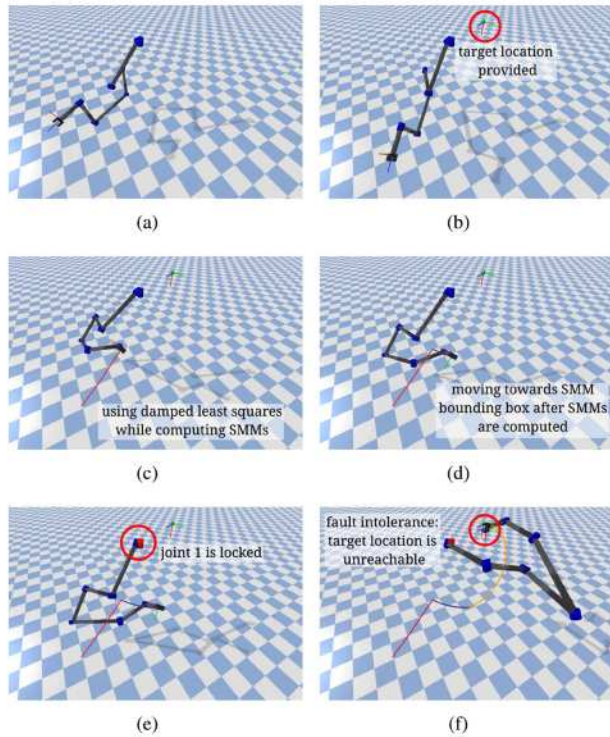 target location
provided
(a)
(b)
using damped least squares
while computing SMMs
moving towards SMM
bounding box after SMMs
are computed
(c)
(d)
joint 1 is locked
fault intolerance:
target location is
unreachable
(e)
(f)